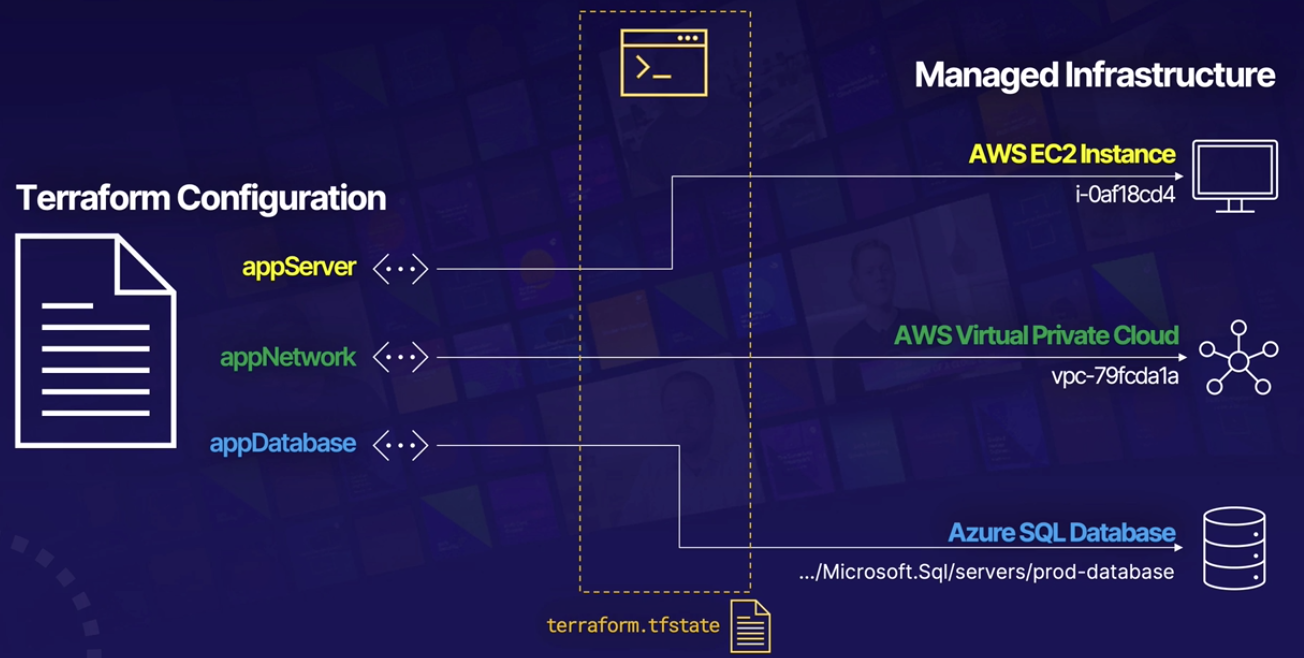 Managed Infrastructure
AWS EC2 Instance
i-0af18cd4
Terraform Configuration
appServer
AWS Virtual Private Cloud
appNetwork
vpc-79fcda1a
appDatabase
Azure SQL Database
.../Microsoft.Sql/servers/prod-database
terraform.tfstate